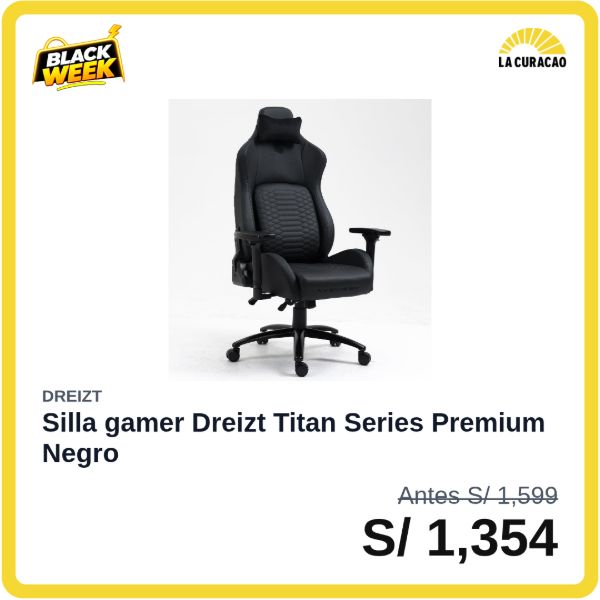 BLACK
WEEK
LA CURACAO
DREIZT
Silla gamer Dreizt Titan Series Premium
Negro
Antes S/ 1,599
S/ 1,354